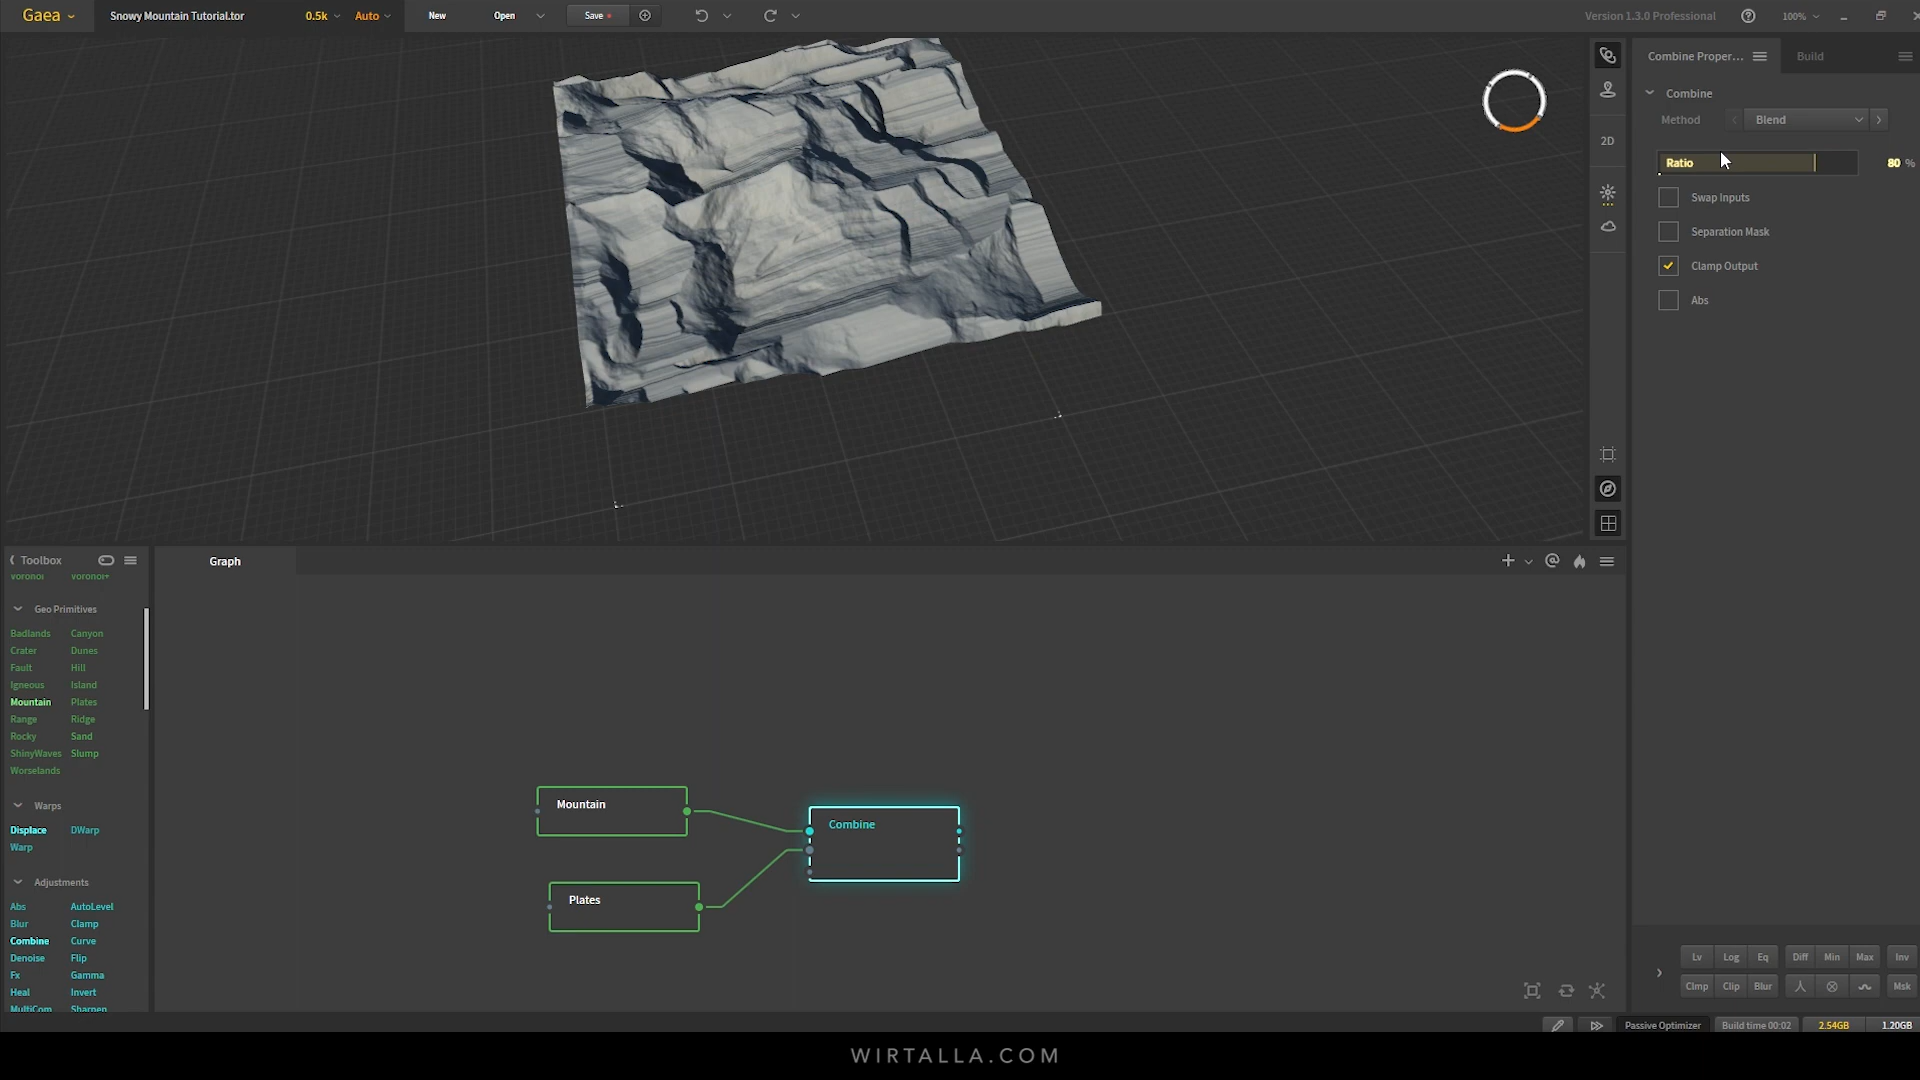 Gaea
Snowy Mountain Tutorial.tor
0.5k
Auto
New
Open
Save
Version 1.3.0 Professional
100%
Combine Proper...
Build
Combine
Method
Blend
Ratio
80 %
Swap Inputs
Separation Mask
Clamp Output
Abs
2D
Toolbox
Graph
Voronoi Voronoi+
Geo Primitives
Badlands Canyon
Crater Dunes
Fault Hill
Igneous Island
Mountain Plates
Range Ridge
Rocky Sand
ShinyWaves Slump
Worselands
Warps
Displace DWarp
Warp
Adjustments
Abs AutoLevel
Blur Clamp
Combine Curve
Denoise Flip
Fx Gamma
Heal Invert
MultiCom Sharpen
Mountain
Plates
Combine
Lv Log Eq Diff Min Max Inv
Clmp Clip Blur Msk
Passive Optimizer
Build time 00:02
2.54GB
1.20GB
WIRTALLA.COM